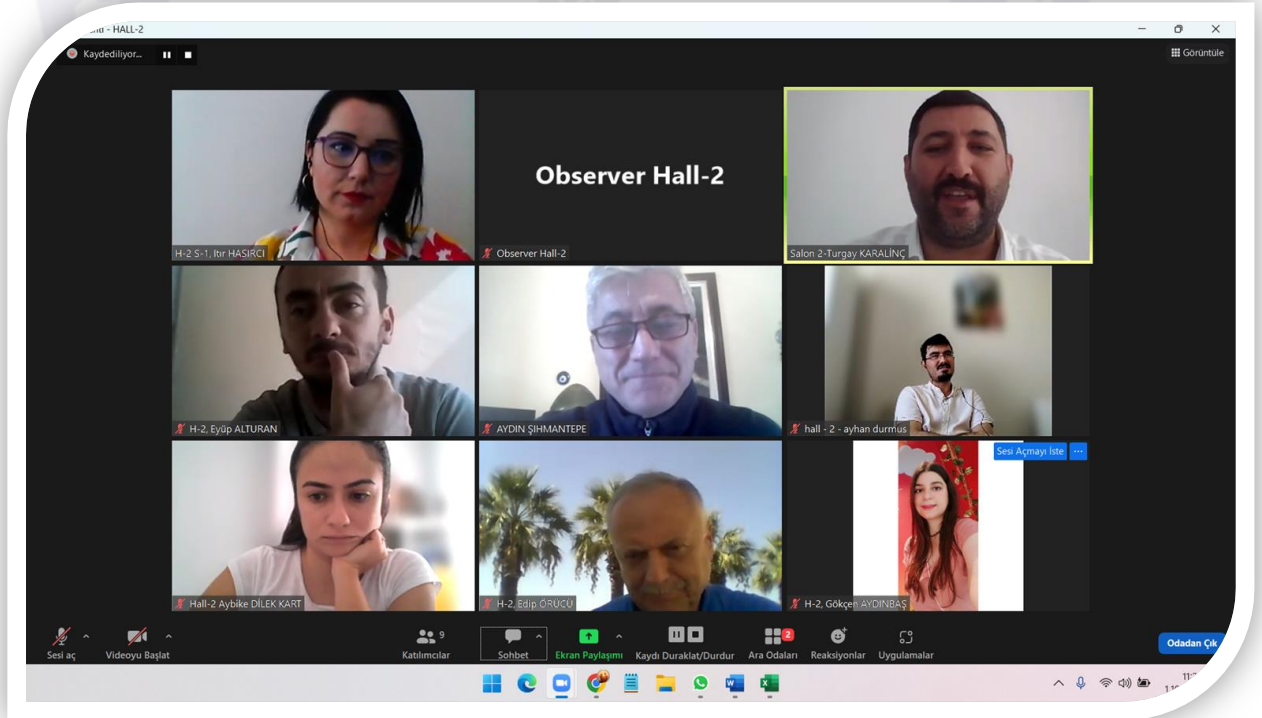 - HALL-2
Kaydediliyor...
Görüntüle
Observer Hall-2
H-2 S-1, Itır HASIRCI
Observer Hall-2
Salon 2-Turgay KARALİNÇ
H-2, Eyüp ALTURAN
AYDIN ŞIHMANTEPE
hall - 2 - ayhan durmuş
Sesi Açmayı İste
Hall-2 Aybike DİLEK KART
H-2, Edip ÖRÜCÜ
H-2, Gökçen AYDINBAŞ
Sesi aç
Videoyu Başlat
9
Katılımcılar
Sohbet
Ekran Paylaşımı
Kaydı Duraklat/Durdur
2
Ara Odaları
Reaksiyonlar
Uygulamalar
Odadan Çık